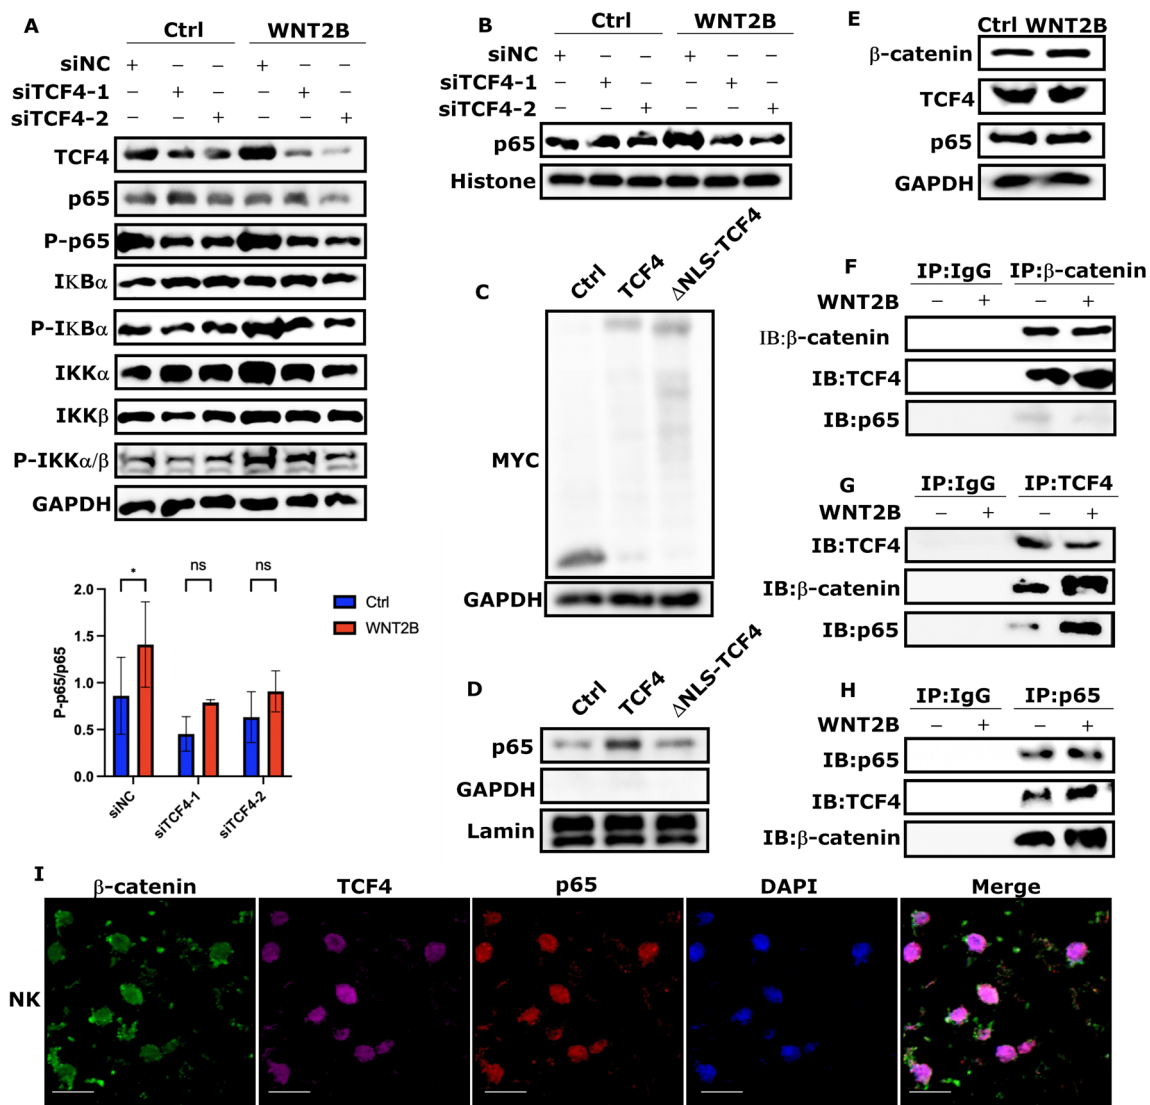 A
Ctrl WNT2B
siNC + − − + − −
siTCF4-1 − + − − + −
siTCF4-2 − − + − − +
TCF4
p65
P-p65
IKBα
P-IKBα
IKKα
IKKβ
P-IKKα/β
GAPDH
* ns ns
2.0
1.5
1.0
0.5
0.0
P-p65/p65
siNC siTCF4-1 siTCF4-2
Ctrl
WNT2B
B
Ctrl WNT2B
siNC + − − + − −
siTCF4-1 − + − − + −
siTCF4-2 − − + − − +
p65
Histone
C
Ctrl TCF4 ΔNLS-TCF4
MYC
GAPDH
D
Ctrl TCF4 ΔNLS-TCF4
p65
GAPDH
Lamin
E
Ctrl WNT2B
β-catenin
TCF4
p65
GAPDH
F
IP:IgG IP:β-catenin
WNT2B − + − +
IB:β-catenin
IB:TCF4
IB:p65
G
IP:IgG IP:TCF4
WNT2B − + − +
IB:TCF4
IB:β-catenin
IB:p65
H
IP:IgG IP:p65
WNT2B − + − +
IB:p65
IB:TCF4
IB:β-catenin
I
β-catenin TCF4 p65 DAPI Merge
NK